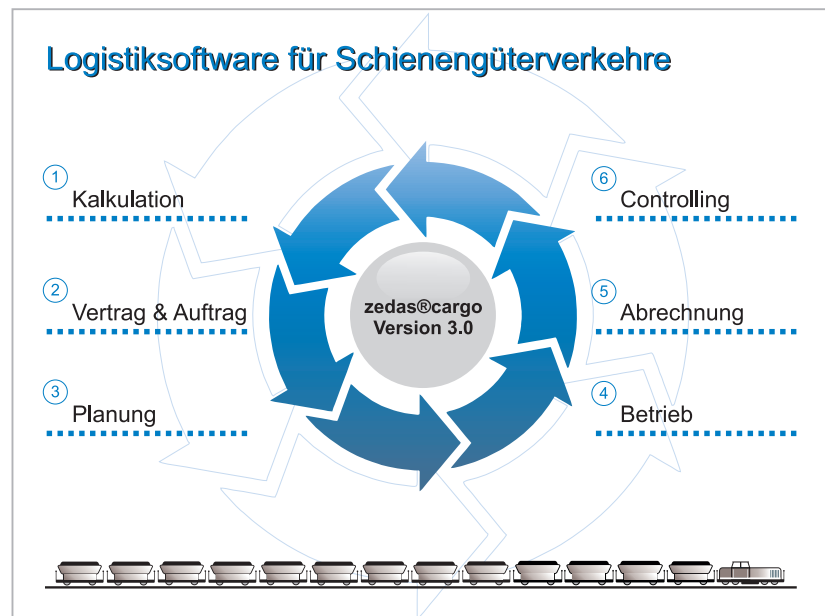 Logistiksoftware für Schienengüterverkehre
1
Kalkulation
2
Vertrag & Auftrag
3
Planung
zedas®cargo
Version 3.0
6
Controlling
5
Abrechnung
4
Betrieb